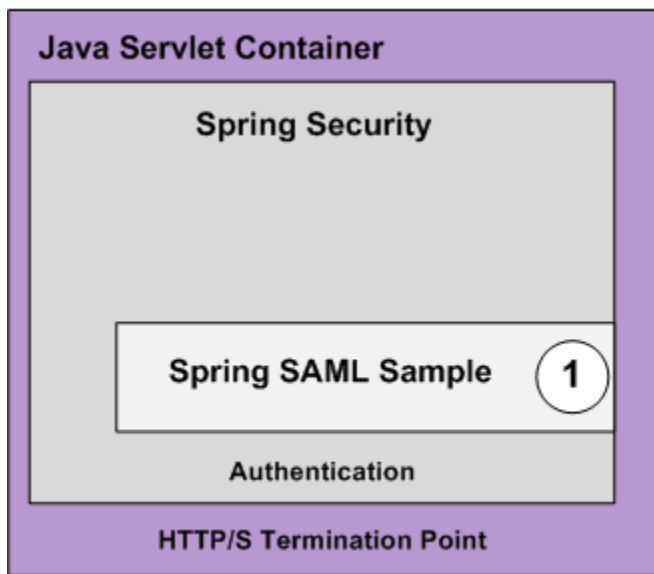 Java Servlet Container
Spring Security
Spring SAML Sample
1
Authentication
HTTP/S Termination Point